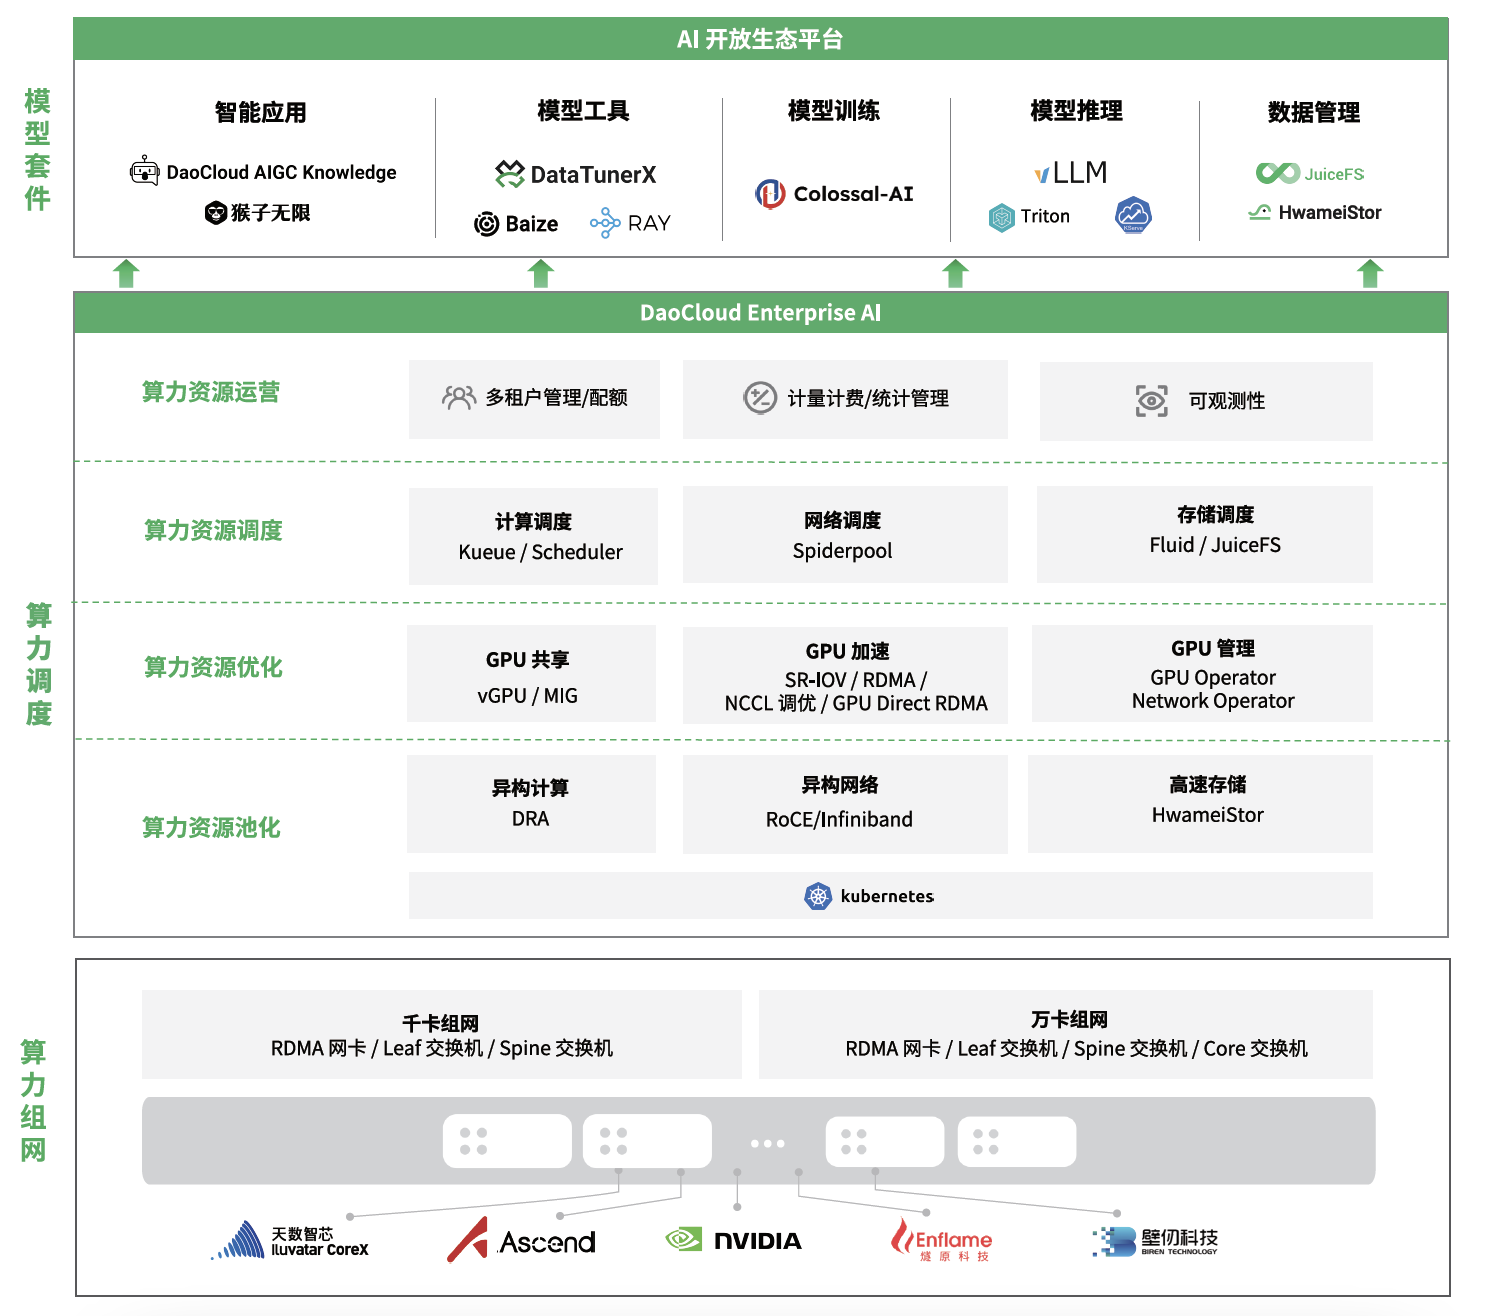 AI 开放生态平台
模型套件
智能应用
DaoCloud AIGC Knowledge
猴子无限
模型工具
DataTunerX
Baize
RAY
模型训练
Colossal-AI
模型推理
vLLM
Triton
KServe
数据管理
JuiceFS
HwameiStor
DaoCloud Enterprise AI
算力调度
算力资源运营
多租户管理/配额
计量计费/统计管理
可观测性
算力资源调度
计算调度
Kueue / Scheduler
网络调度
Spiderpool
存储调度
Fluid / JuiceFS
算力资源优化
GPU 共享
vGPU / MIG
GPU 加速
SR-IOV / RDMA /
NCCL 调优 / GPU Direct RDMA
GPU 管理
GPU Operator
Network Operator
算力资源池化
异构计算
DRA
异构网络
RoCE/Infiniband
高速存储
HwameiStor
kubernetes
算力组网
千卡组网
RDMA 网卡 / Leaf 交换机 / Spine 交换机
万卡组网
RDMA 网卡 / Leaf 交换机 / Spine 交换机 / Core 交换机
天数智芯
Iluvatar CoreX
Ascend
NVIDIA
Enflame
燧原科技
壁仞科技
BIREN TECHNOLOGY